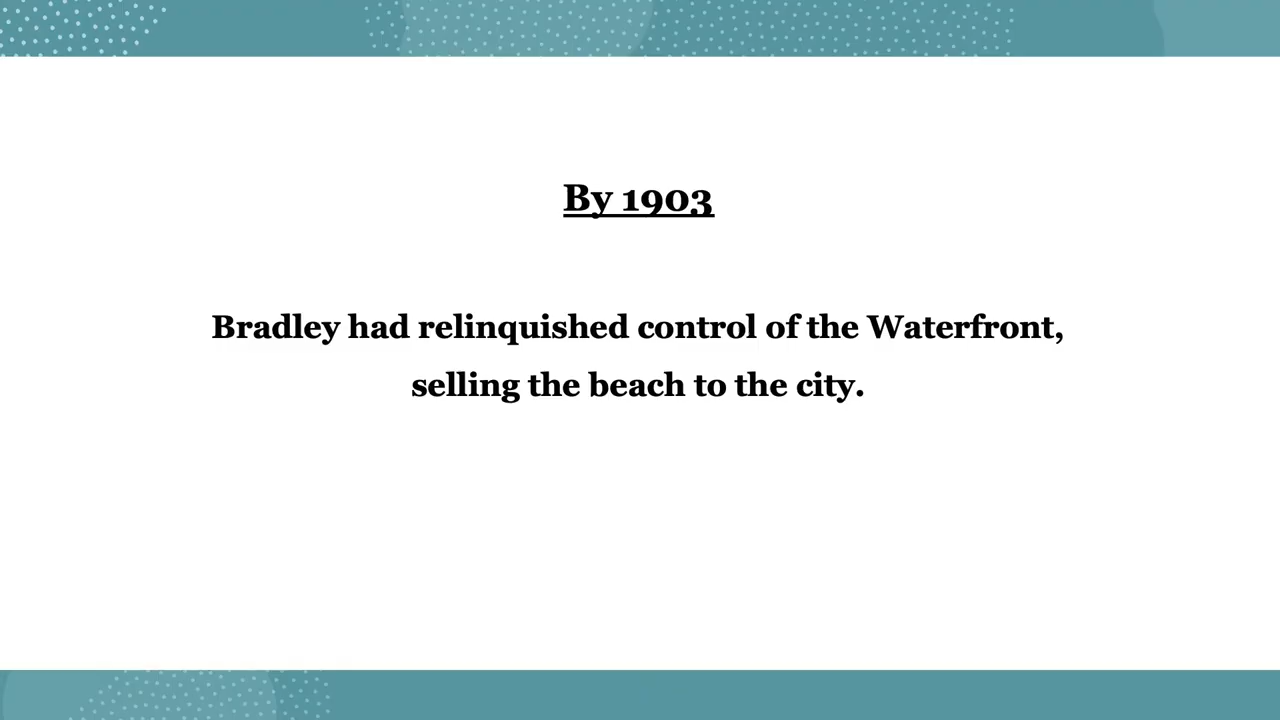 By 1903
Bradley had relinquished control of the Waterfront,
selling the beach to the city.